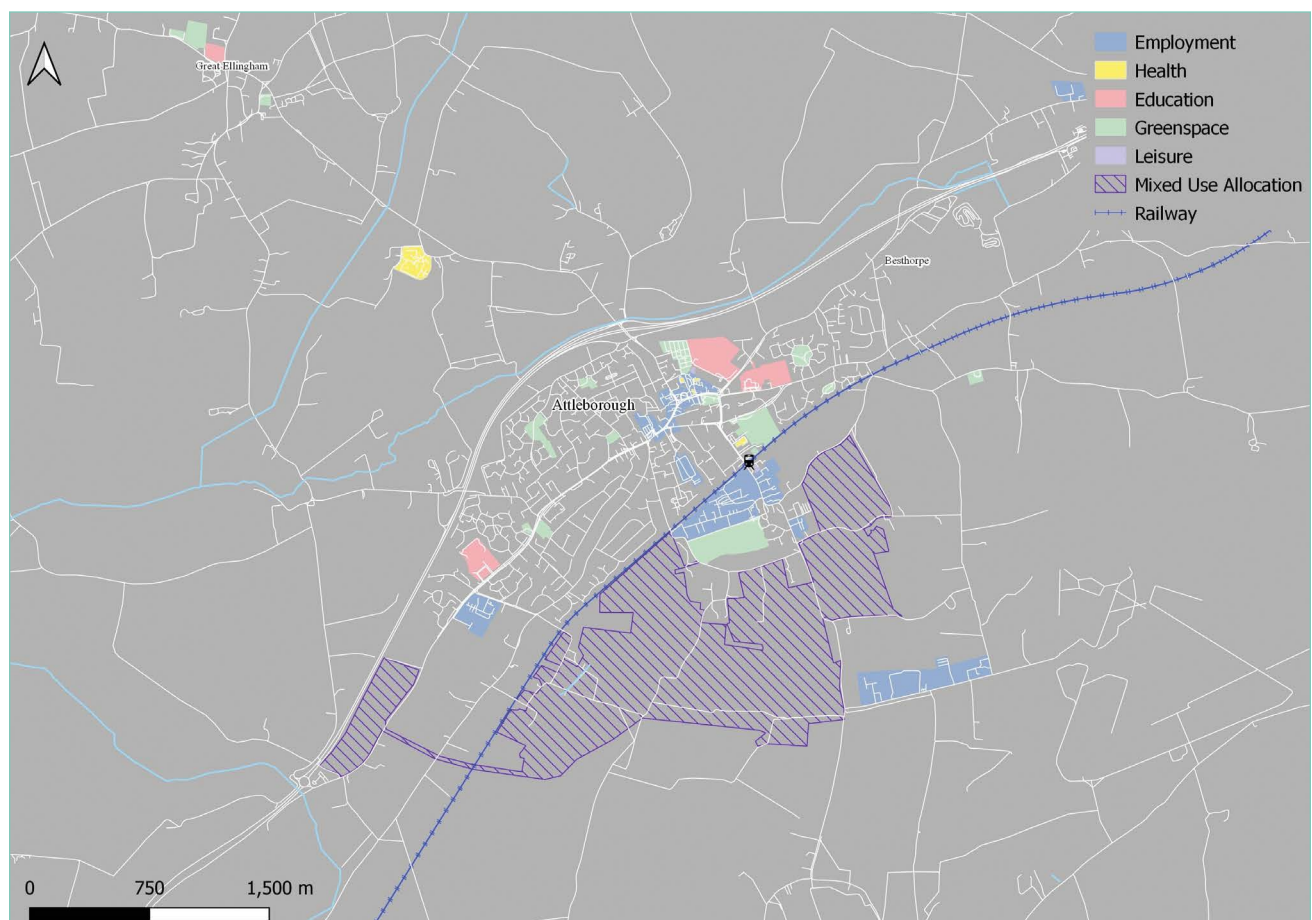 Great Ellingham
Employment
Health
Education
Greenspace
Leisure
Mixed Use Allocation
Railway
Besthorpe
Attleborough
0 750 1,500 m